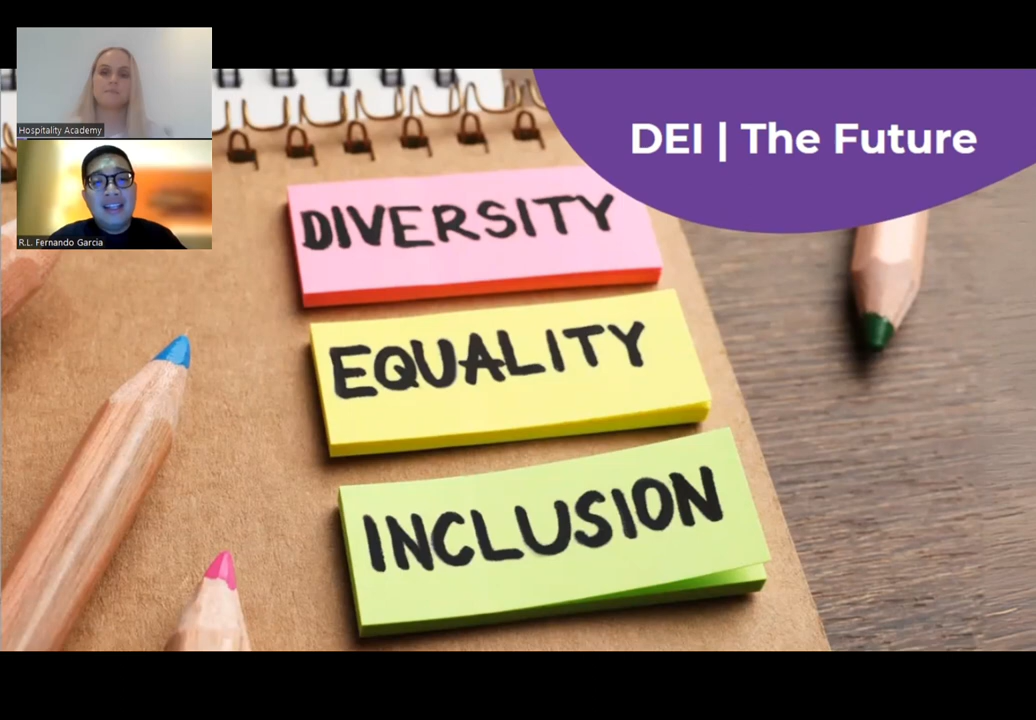 Hospitality Academy
R.L. Fernando Garcia
DEI | The Future
DIVERSITY
EQUALITY
INCLUSION